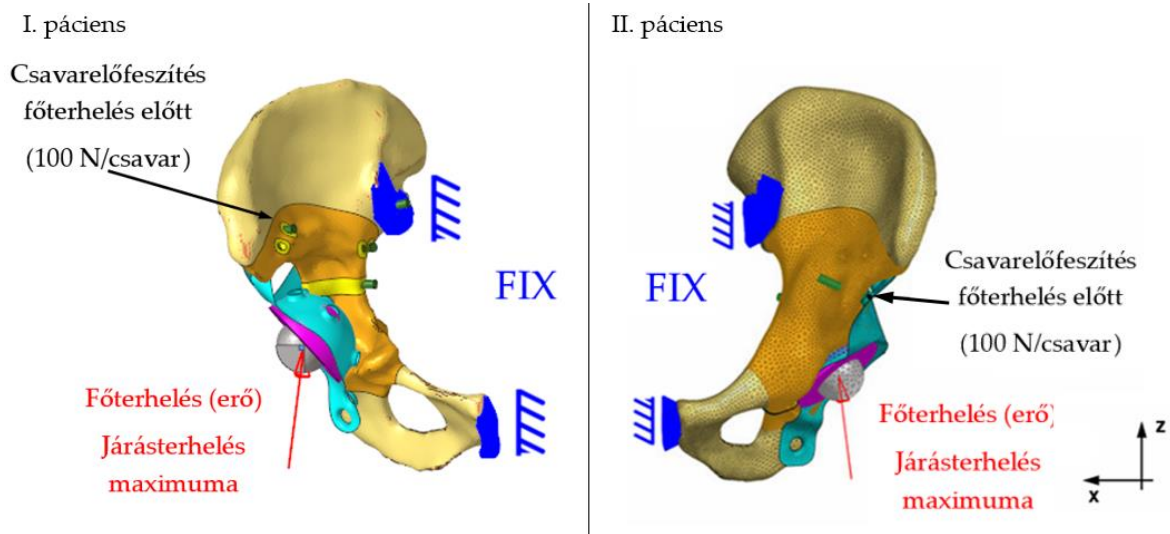 I. páciens
Csavarelőfeszítés
főterhelés előtt
(100 N/csavar)
FIX
Főterhelés (erő)
Járásterhelés
maximuma
II. páciens
FIX
Csavarelőfeszítés
főterhelés előtt
(100 N/csavar)
Főterhelés (erő)
Járásterhelés
maximuma
z
x